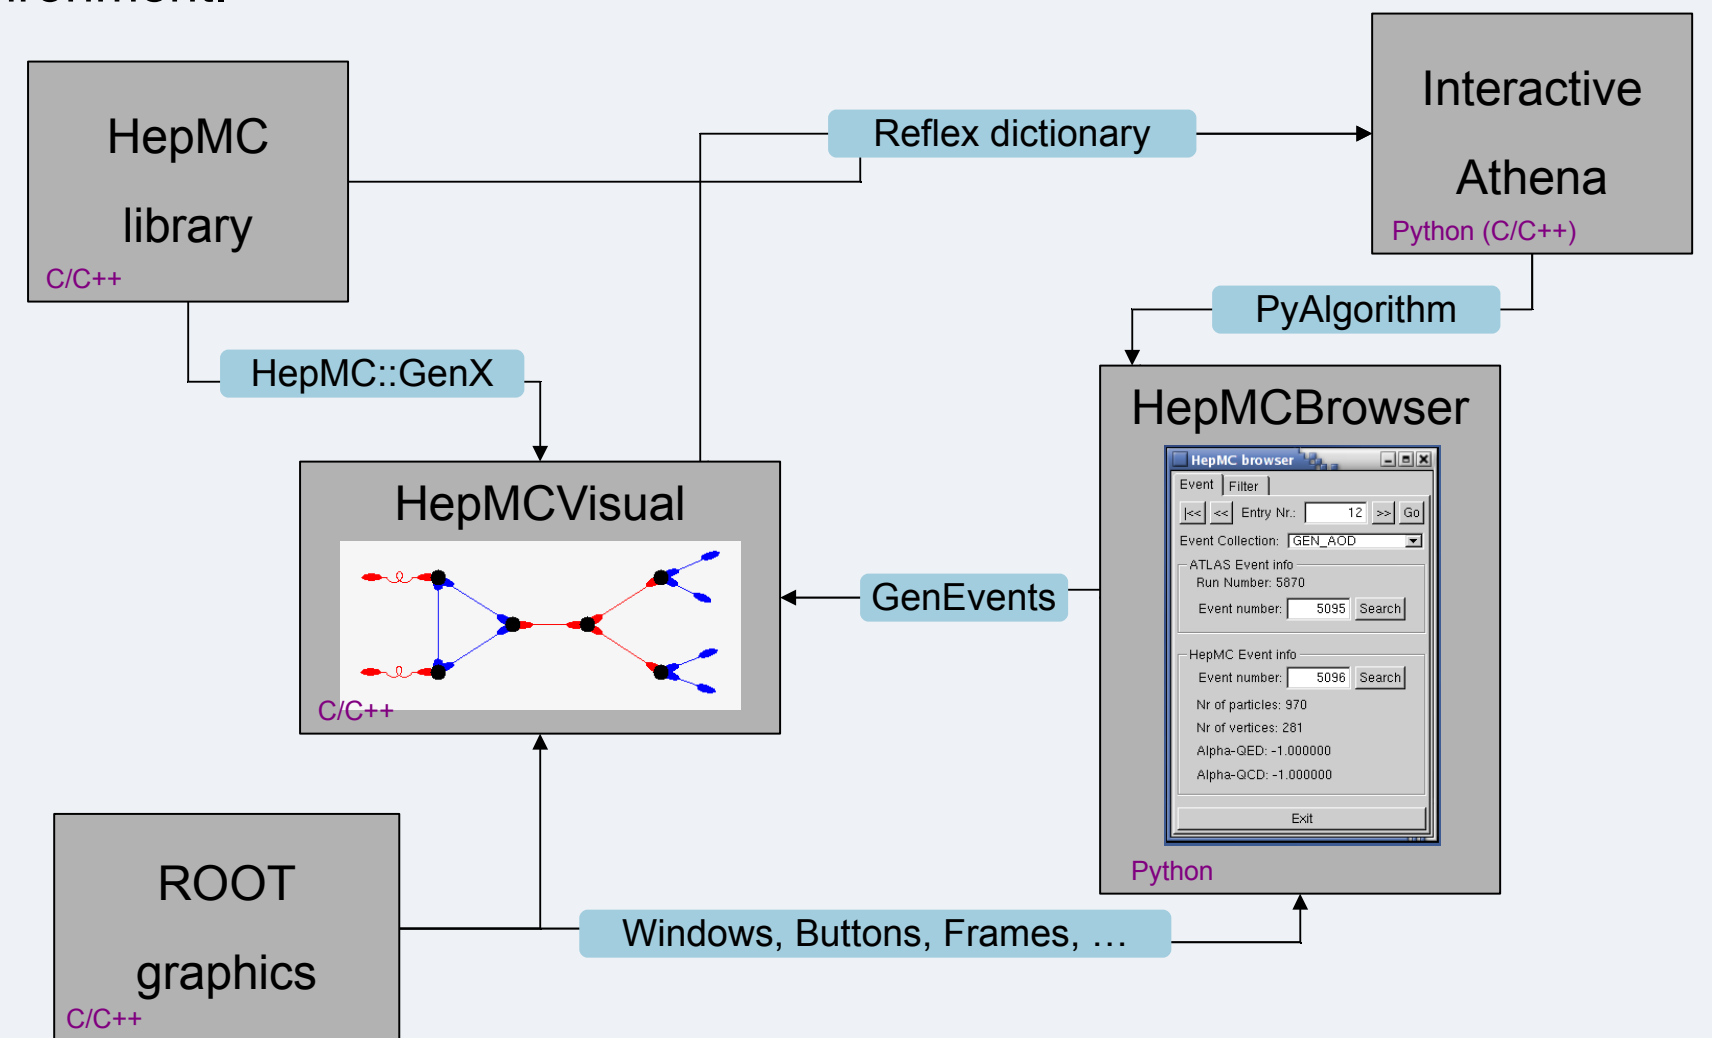 HepMC
library
C/C++
Reflex dictionary
Interactive
Athena
Python (C/C++)
PyAlgorithm
HepMC::GenX
HepMCVisual
C/C++
GenEvents
HepMCBrowser
HepMC browser
Event Filter
|<< << Entry Nr.: 12 >> Go
Event Collection: GEN_AOD
ATLAS Event info
Run Number: 5870
Event number: 5095 Search
HepMC Event info
Event number: 5096 Search
Nr of particles: 970
Nr of vertices: 281
Alpha-QED: -1.000000
Alpha-QCD: -1.000000
Exit
Python
ROOT
graphics
C/C++
Windows, Buttons, Frames, …